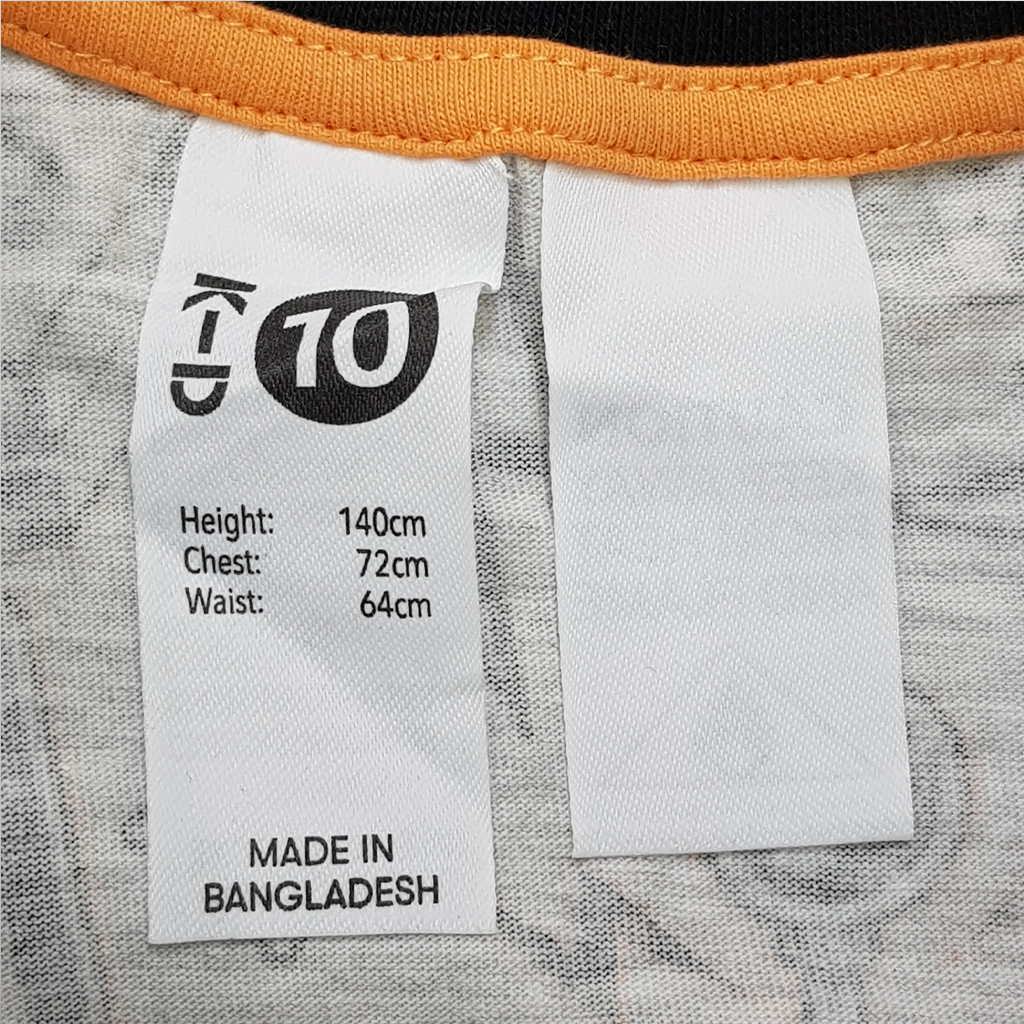 K-D
10
Height: 140cm
Chest: 72cm
Waist: 64cm
MADE IN
BANGLADESH